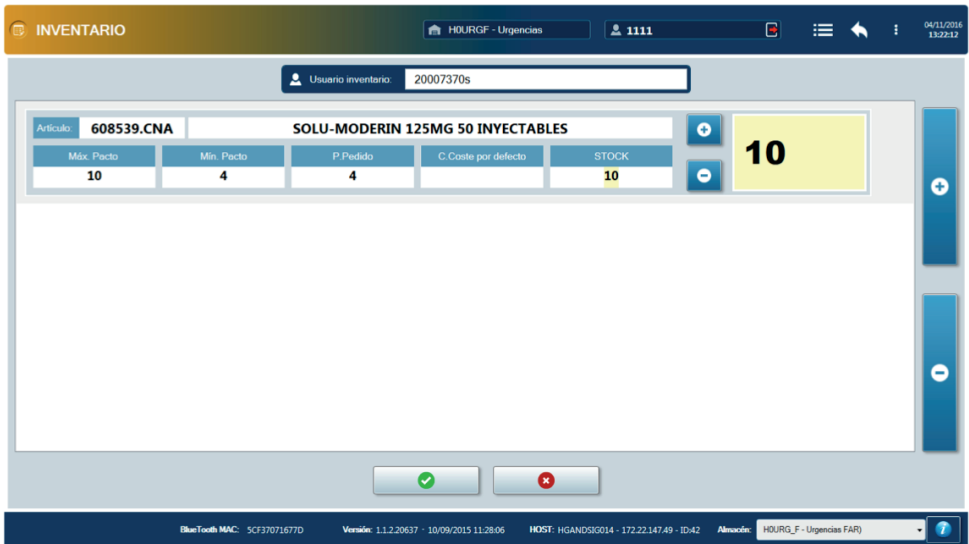 INVENTARIO
H0URGF - Urgencias
1111
04/11/2016
13:22:12
Usuario inventario: 20007370s
Artículo: 608539.CNA SOLU-MODERIN 125MG 50 INYECTABLES
10
Máx. Pacto Mín. Pacto P.Pedido C.Coste por defecto STOCK
10 4 4 10
BlueTooth MAC: 5CF37071677D Versión: 1.1.2.20637 - 10/09/2015 11:28:06 HOST: HGANDSIG014 - 172.22.147.49 - ID:42 Almacén: H0URG_F - Urgencias FAR)